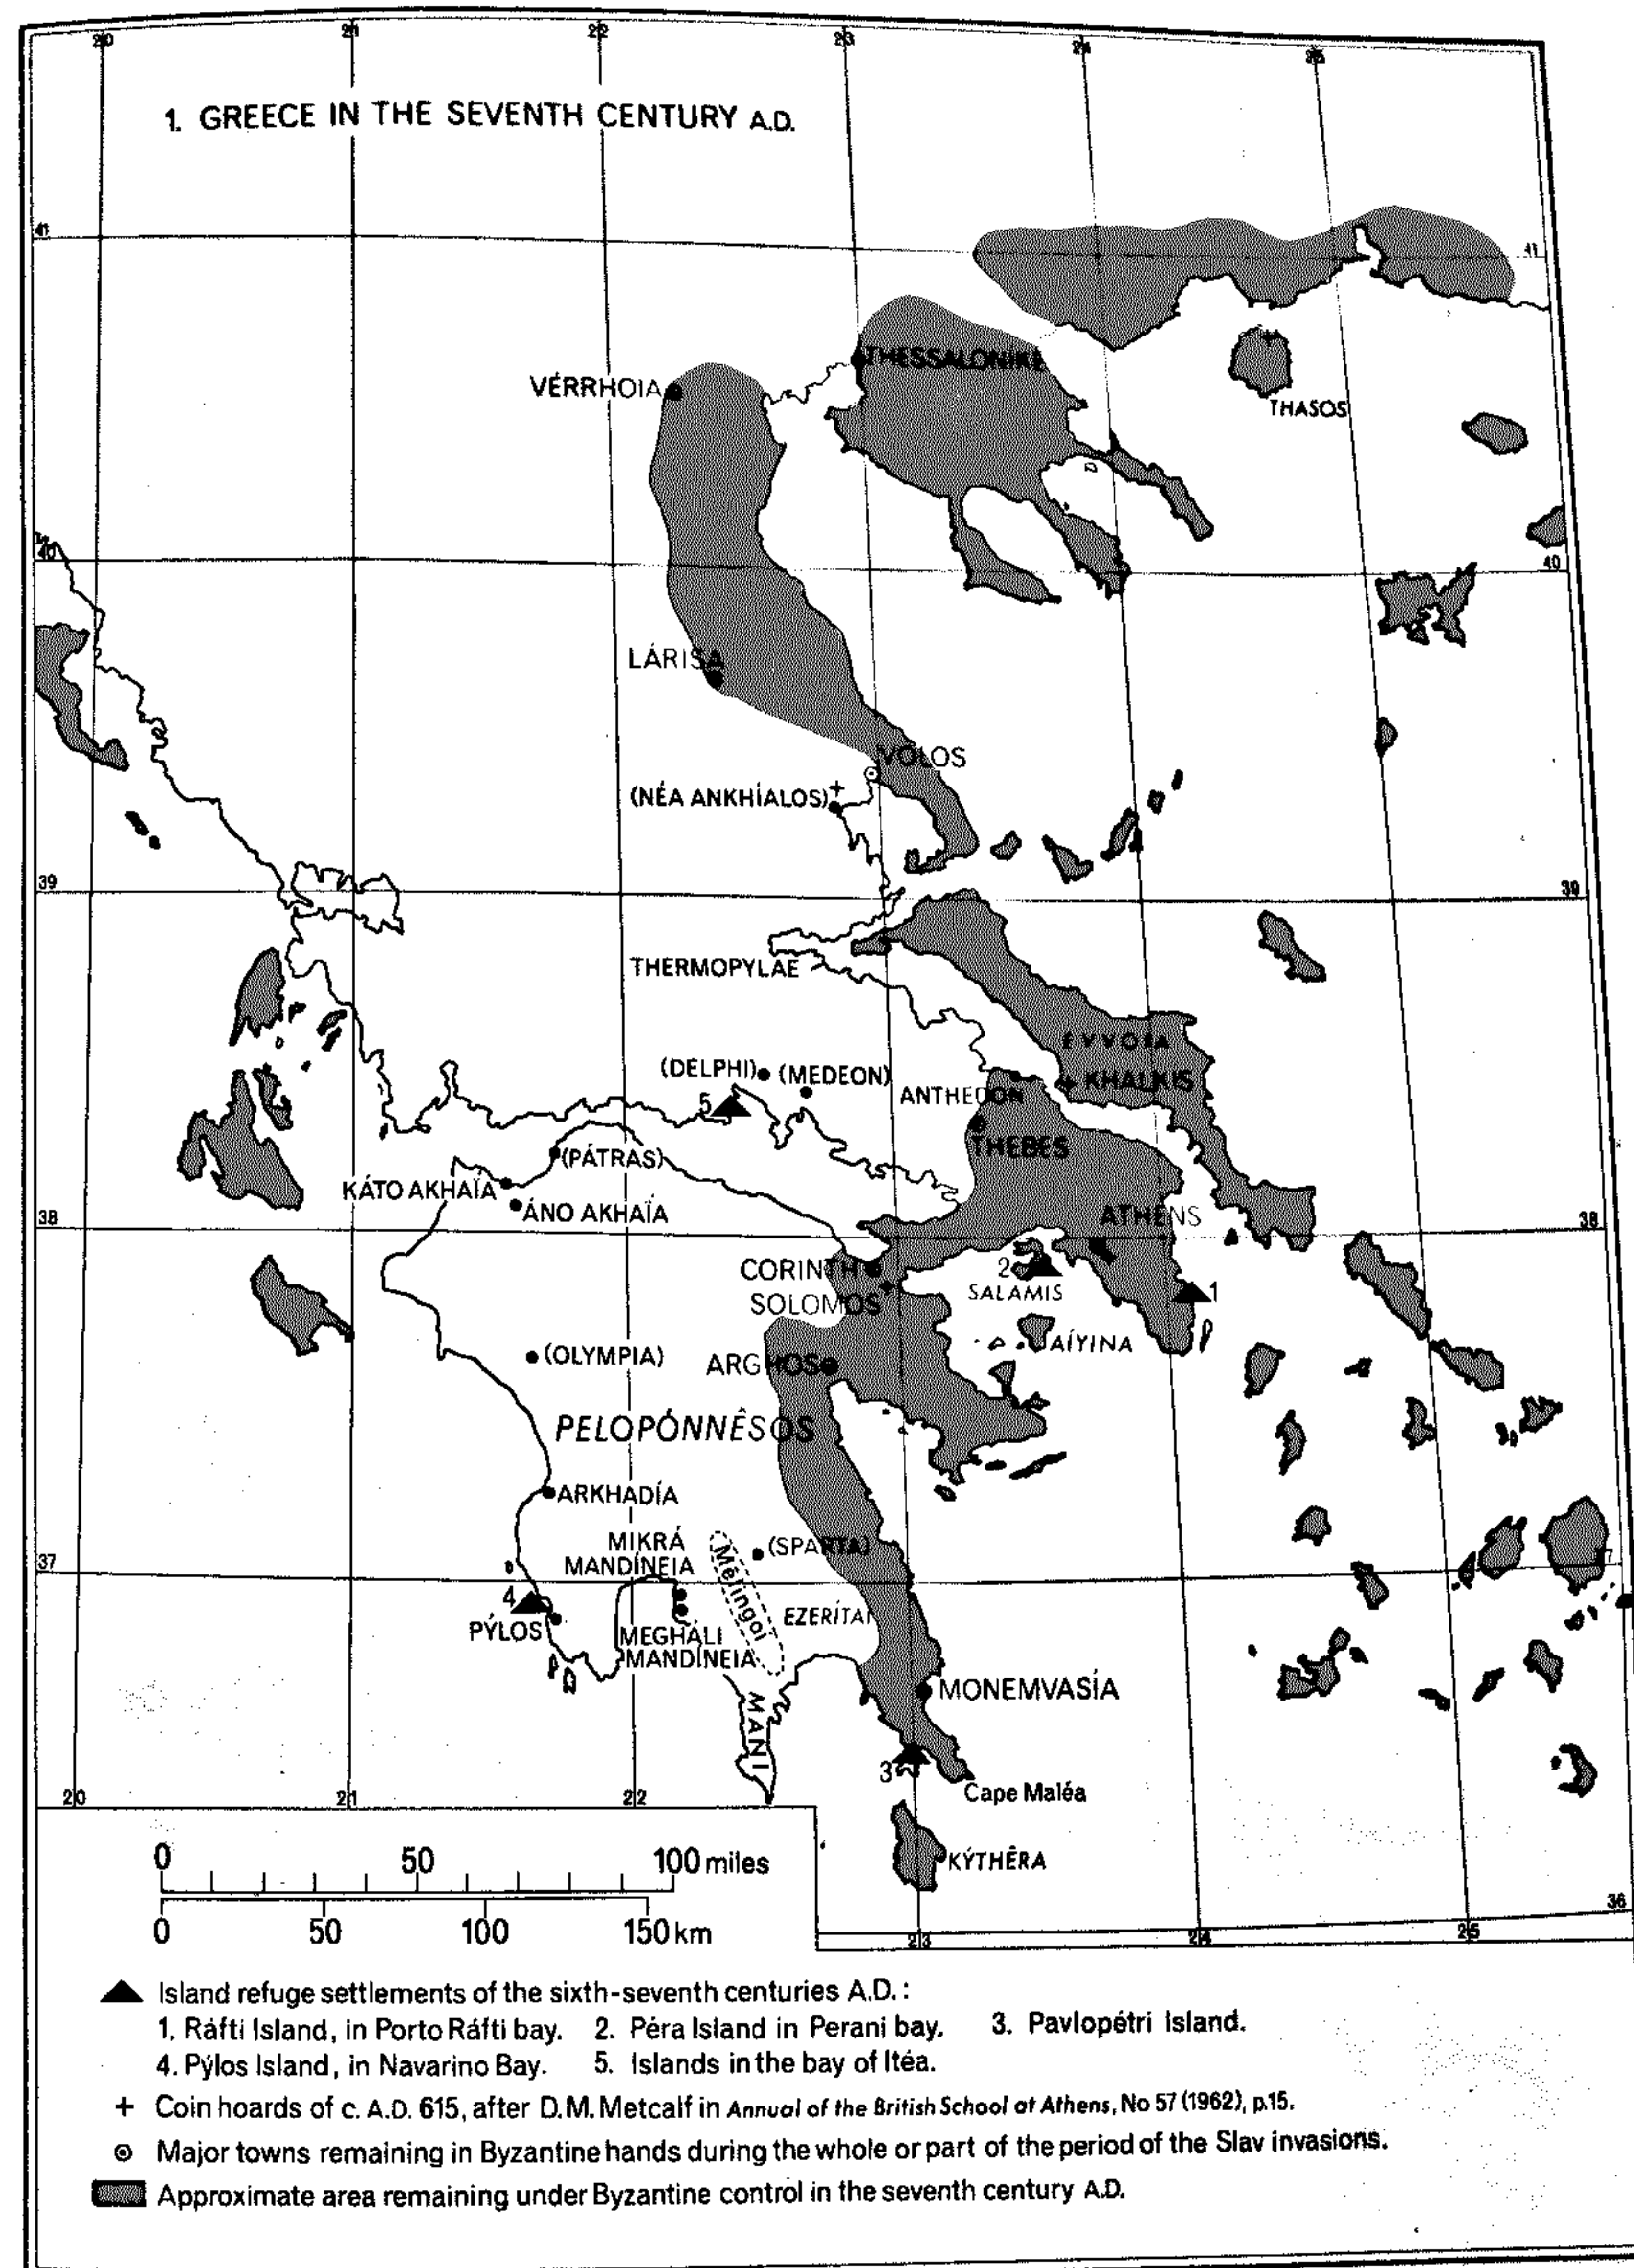 20 21 22 23 24 25
1. GREECE IN THE SEVENTH CENTURY A.D.
41 41
THESSALONIKE
VÉRRHOIA
THASOS
40 40
LÁRISA
VÓLOS
(NÉA ANKHÍALOS)
39 39
THERMOPYLAE
EVVOIA
(DELPHI) (MEDEON)
KHALKIS
ANTHEDON
5
THEBES
(PÁTRAS)
KÁTO AKHAÏA
ÁNO AKHAÏA
ATHENS
38 38
CORINTH
2
SALAMIS
1
SOLOMOS
AÍYINA
(OLYMPIA)
ARGHOS
PELOPÓNNÊSOS
ARKHADÍA
MIKRÁ
MANDÍNEIA
(SPARTA)
37 37
Mélingoi
4
PÝLOS
EZERÍTAI
MEGHÁLI
MANDÍNEIA
MONEMVASÍA
MANI
3
Cape Maléa
20 21 22
KÝTHÊRA
36
23 24 25
0 50 100 miles
0 50 100 150 km
Island refuge settlements of the sixth-seventh centuries A.D.:
1. Ráfti Island, in Porto Ráfti bay. 2. Péra Island in Perani bay. 3. Pavlopétri Island.
4. Pýlos Island, in Navarino Bay. 5. Islands in the bay of Itéa.
+ Coin hoards of c. A.D. 615, after D.M. Metcalf in Annual of the British School at Athens, No 57 (1962), p.15.
Major towns remaining in Byzantine hands during the whole or part of the period of the Slav invasions.
Approximate area remaining under Byzantine control in the seventh century A.D.